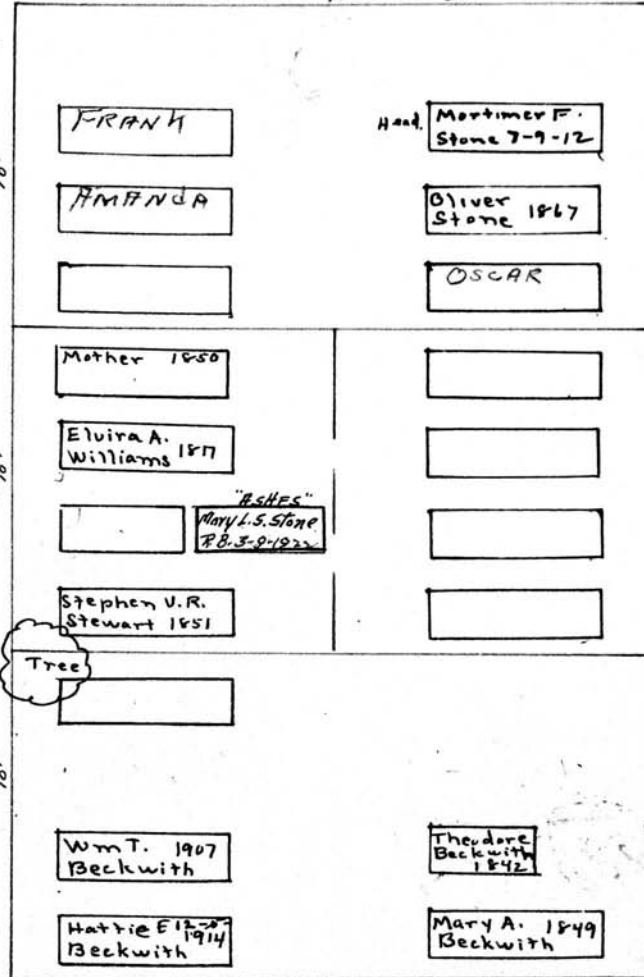 FRANK
Head.
Mortimer F.
Stone 7-9-12
AMANdA
Oliver
Stone 1867
OSCAR
Mother 1850
Elvira A.
Williams
"ASHES"
Mary L.S. Stone
3-9-1922
Stephen V.R.
Stewart 1851
Tree
Wm T. 1907
Beckwith
Theodore
Beckwith
1842
Hattie E
1914
Beckwith
Mary A. 1849
Beckwith